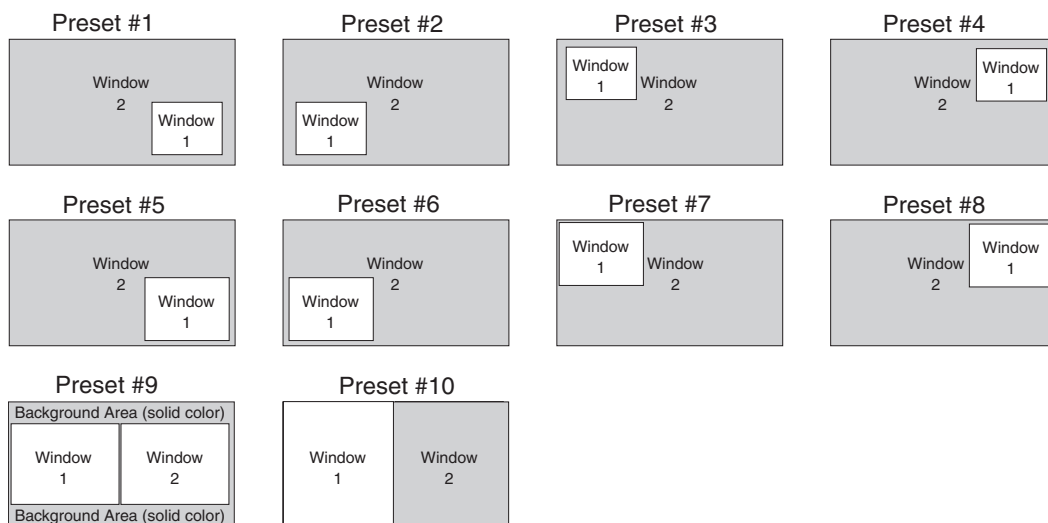 Preset #1
Window
2
Window
1
Preset #2
Window
2
Window
1
Preset #3
Window
1
Window
2
Preset #4
Window
2
Window
1
Preset #5
Window
2
Window
1
Preset #6
Window
2
Window
1
Preset #7
Window
1
Window
2
Preset #8
Window
2
Window
1
Preset #9
Background Area (solid color)
Window
1
Window
2
Background Area (solid color)
Preset #10
Window
1
Window
2